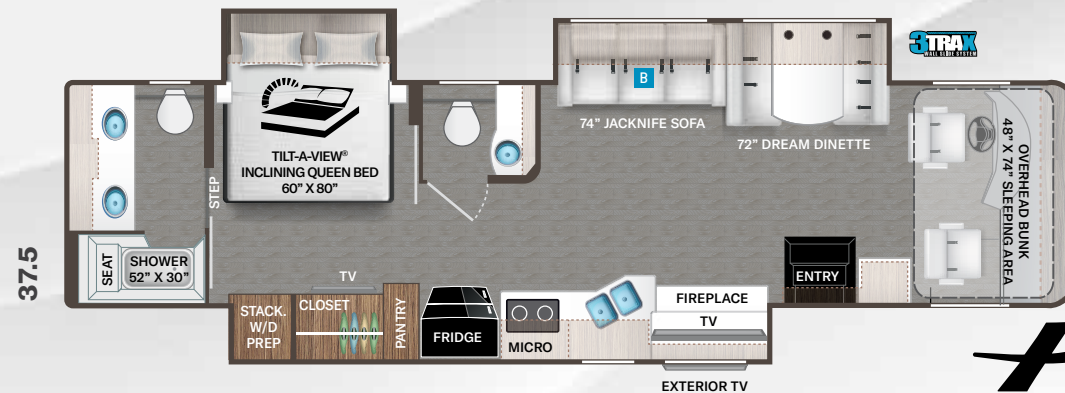 37.5
3TRAX
WALL SLIDE SYSTEM
TILT-A-VIEW®
INCLINING QUEEN BED
60” X 80”
STEP
SEAT
SHOWER
52” X 30”
TV
STACK.
W/D
PREP
CLOSET
PANTRY
FRIDGE
MICRO
B
74” JACKNIFE SOFA
72” DREAM DINETTE
FIREPLACE
TV
EXTERIOR TV
ENTRY
OVERHEAD BUNK
48” X 74” SLEEPING AREA